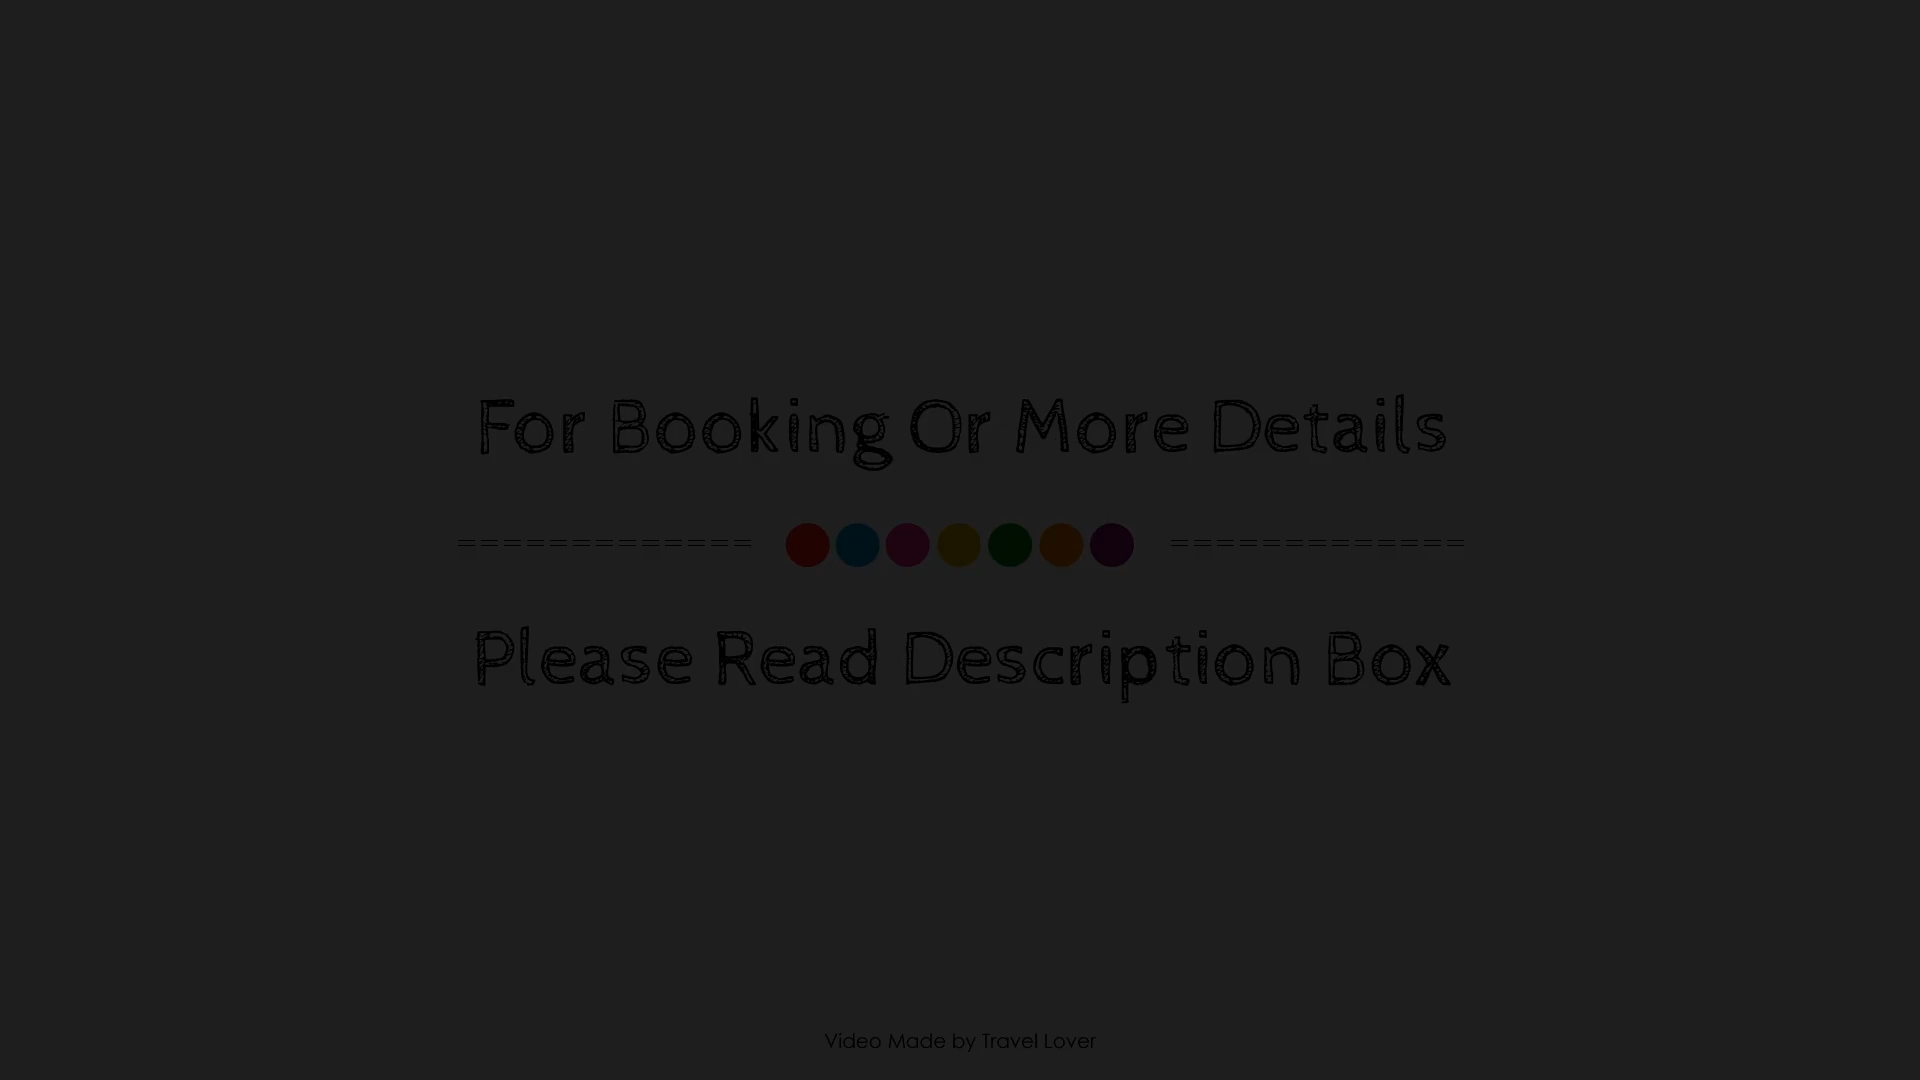 For Booking Or More Details
============= =============
Please Read Description Box
Video Made by Travel Lover